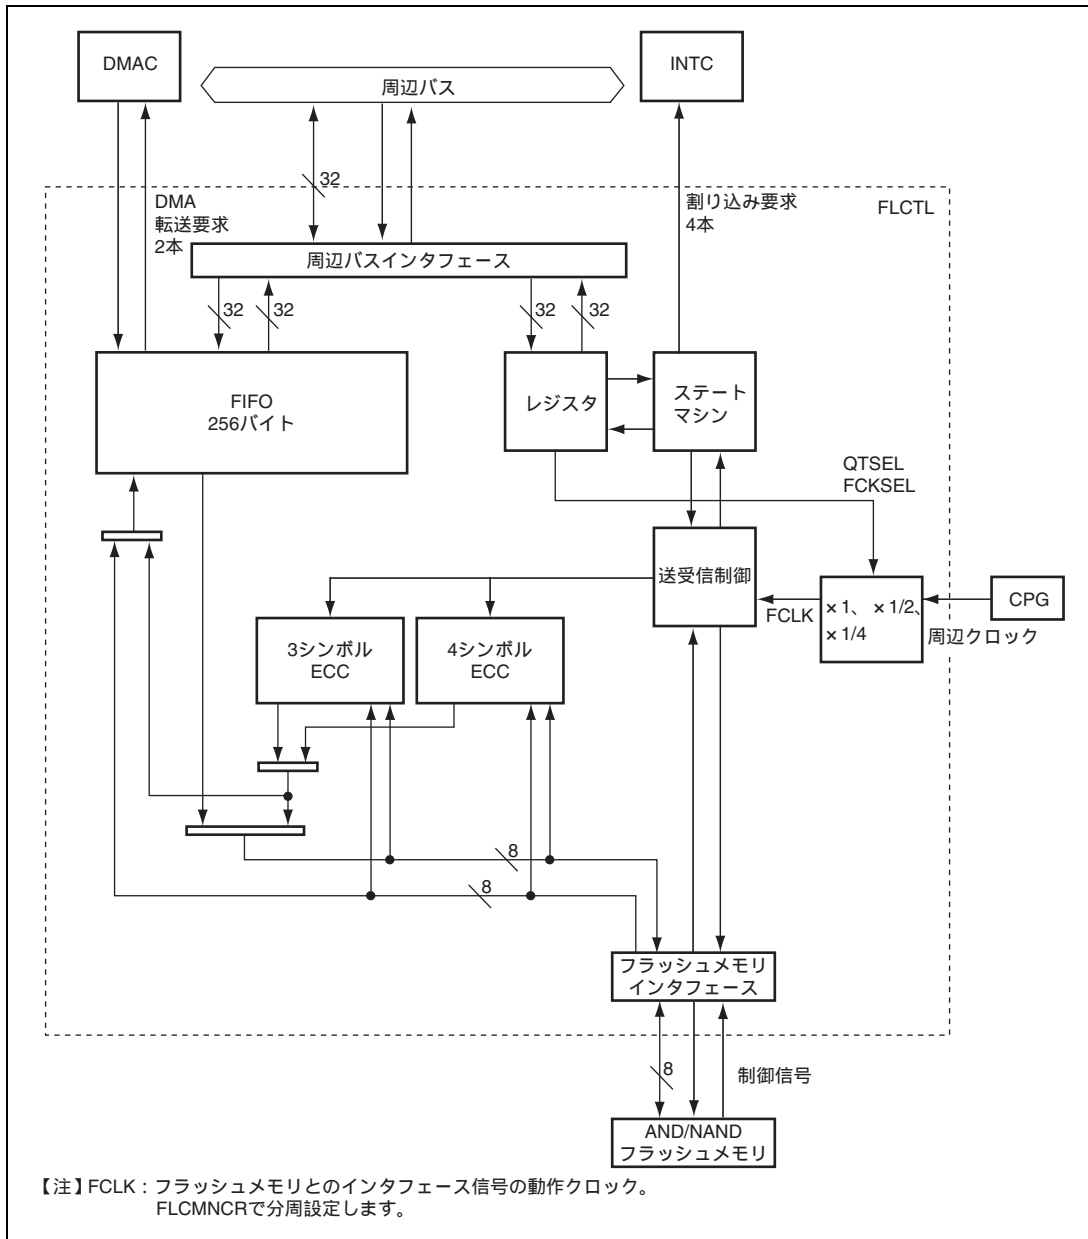 DMAC
周辺バス
INTC
32
DMA
転送要求
2本
割り込み要求
4本
FLCTL
周辺バスインタフェース
32
32
32
32
FIFO
256バイト
レジスタ
ステート
マシン
QTSEL
FCKSEL
送受信制御
FCLK
×1、×1/2、
×1/4
CPG
周辺クロック
3シンボル
ECC
4シンボル
ECC
8
8
フラッシュメモリ
インタフェース
8
制御信号
AND/NAND
フラッシュメモリ
【注】FCLK：フラッシュメモリとのインタフェース信号の動作クロック。
FLCMNCRで分周設定します。